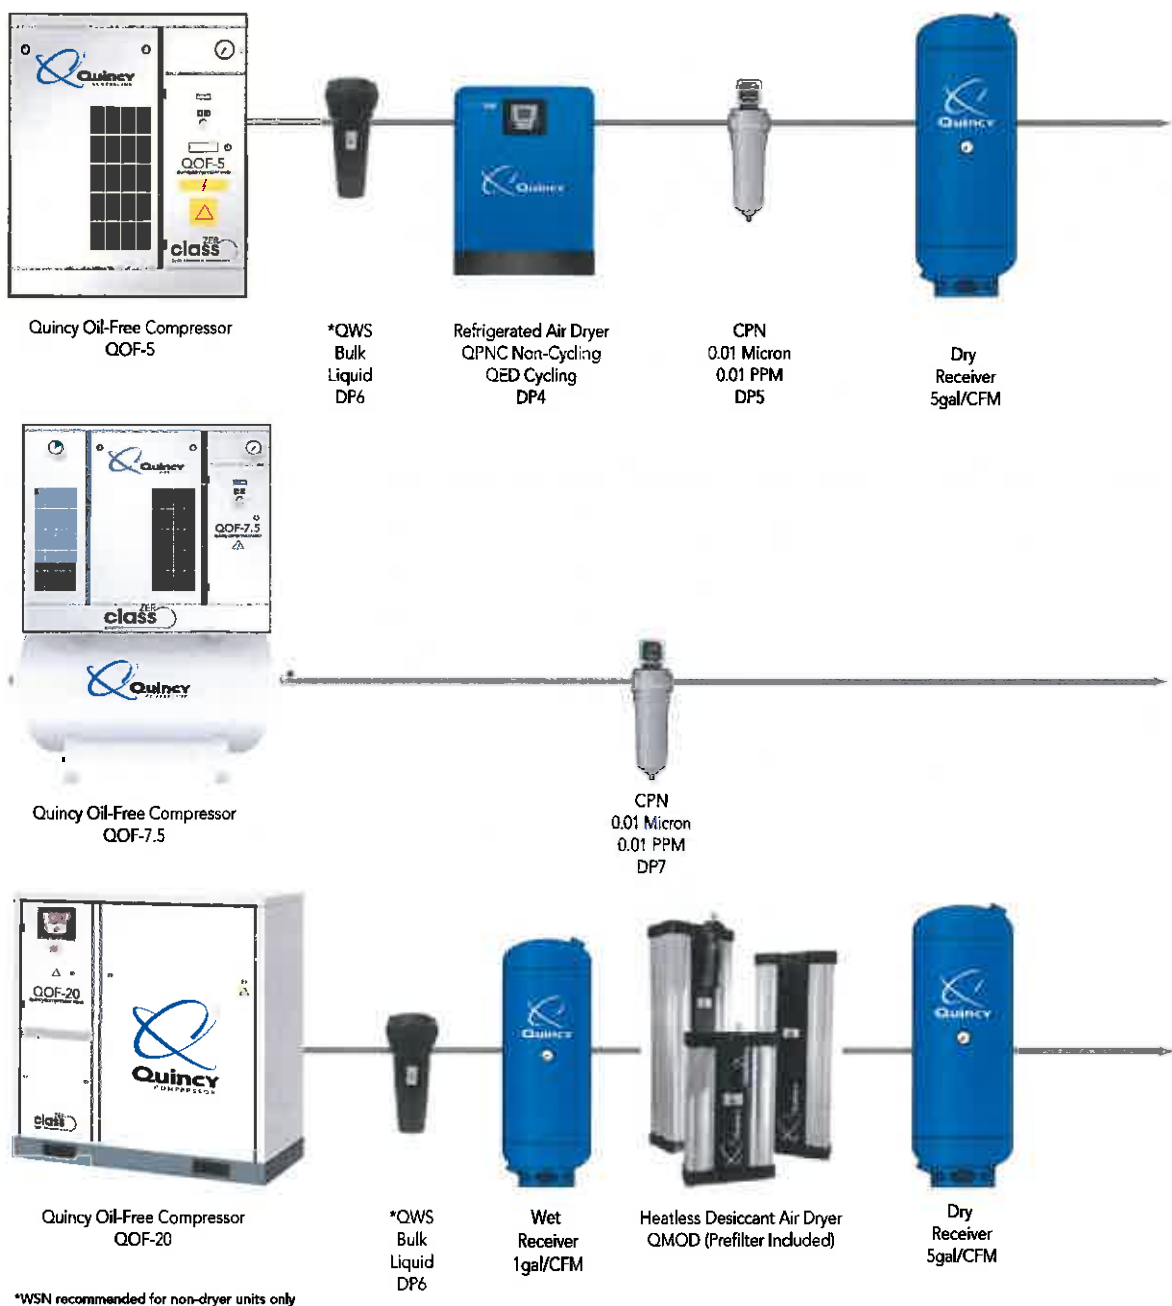 Quincy
QOF-5
class
ZER
Quincy
Quincy
Quincy Oil-Free Compressor
QOF-5
*QWS
Bulk
Liquid
DP6
Refrigerated Air Dryer
QPNC Non-Cycling
QED Cycling
DP4
CPN
0.01 Micron
0.01 PPM
DP5
Dry
Receiver
5gal/CFM
Quincy
QOF-7.5
ZER
class
Quincy
Quincy Oil-Free Compressor
QOF-7.5
CPN
0.01 Micron
0.01 PPM
DP7
QOF-20
Quincy
COMPRESSOR
class
Quincy
Quincy
Quincy Oil-Free Compressor
QOF-20
*QWS
Bulk
Liquid
DP6
Wet
Receiver
1gal/CFM
Heatless Desiccant Air Dryer
QMOD (Prefilter Included)
Dry
Receiver
5gal/CFM
*WSN recommended for non-dryer units only